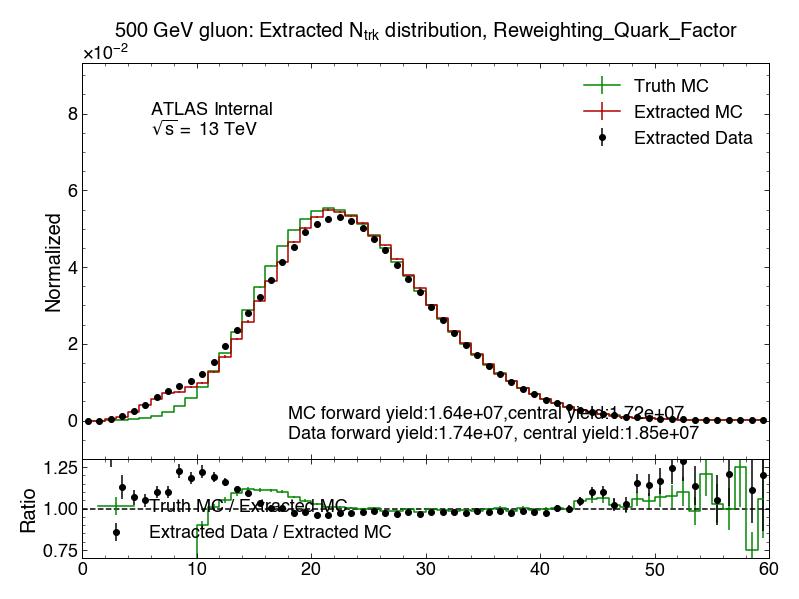 500 GeV gluon: Extracted Ntrk distribution, Reweighting_Quark_Factor
×10−2
ATLAS Internal
√s = 13 TeV
Truth MC
Extracted MC
Extracted Data
Normalized
8
6
4
2
0
MC forward yield:1.64e+07,central yield:1.72e+07
Data forward yield:1.74e+07, central yield:1.85e+07
Ratio
1.25
1.00
0.75
Truth MC / Extracted MC
Extracted Data / Extracted MC
0 10 20 30 40 50 60